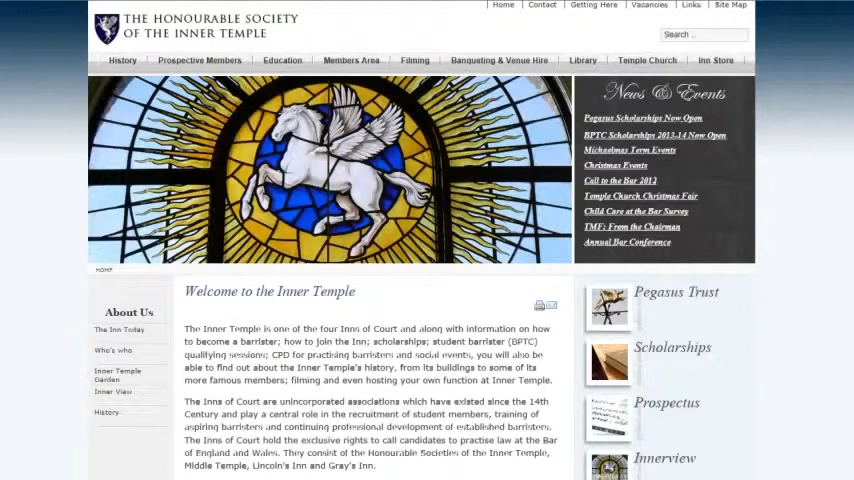 Home
Contact
Getting Here
Vacancies
Links
Site Map
THE HONOURABLE SOCIETY
OF THE INNER TEMPLE
Search ..
History
Prospective Members
Education
Members Area
Filming
Banqueting & Venue Hire
Library
Temple Church
Inn Store
News & Events
Pegasus Scholarships Now Open
BPTC Scholarships 2013-14 Now Open
Michaelmas Term Events
Christmas Events
Call to the Bar 2012
Temple Church Christmas Fair
Child Care at the Bar Survey
TMF: From the Chairman
Annual Bar Conference
HOME
About Us
The Inn Today
Who's who
Inner Temple
Garden
Inner View
History
Welcome to the Inner Temple
The Inner Temple is one of the four Inns of Court and along with information on how
to become a barrister; how to join the Inn; scholarships; student barrister (BPTC)
qualifying sessions; CPD for practising barristers and social events, you will also be
able to find out about the Inner Temple's history, from its buildings to some of its
more famous members; filming and even hosting your own function at Inner Temple.
The Inns of Court are unincorporated associations which have existed since the 14th
Century and play a central role in the recruitment of student members, training of
aspiring barristers and continuing professional development of established barristers.
The Inns of Court hold the exclusive rights to call candidates to practise law at the Bar
of England and Wales. They consist of the Honourable Societies of the Inner Temple,
Middle Temple, Lincoln's Inn and Gray's Inn.
Pegasus Trust
Scholarships
Prospectus
Innerview